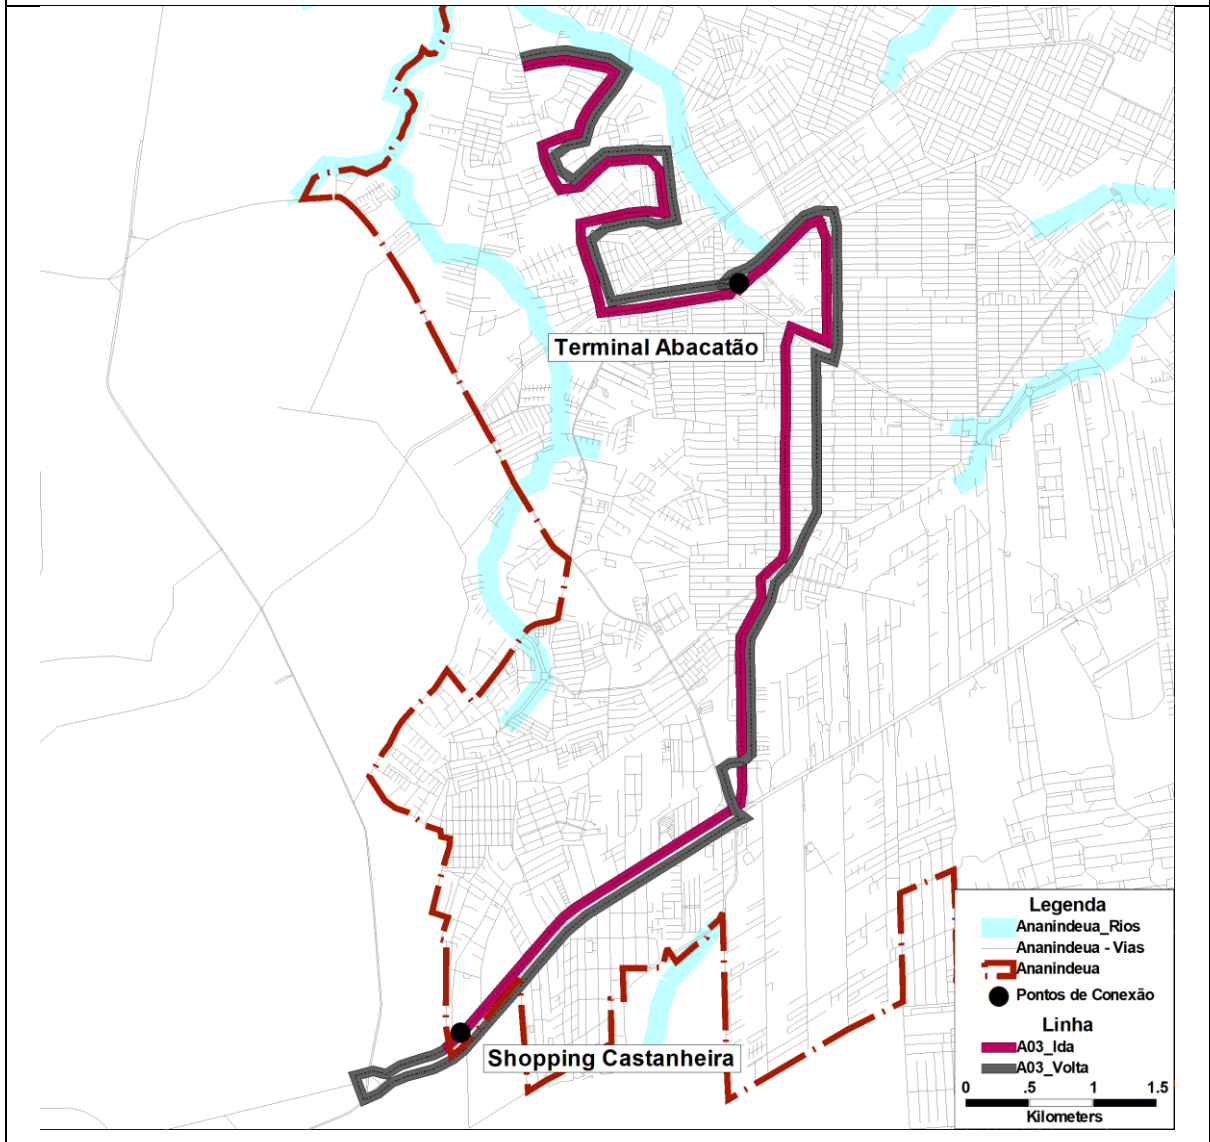 Terminal Abacatão
Shopping Castanheira
Legenda
Ananindeua_Rios
Ananindeua - Vias
Ananindeua
Pontos de Conexão
Linha
A03_Ida
A03_Volta
0 .5 1 1.5
Kilometers